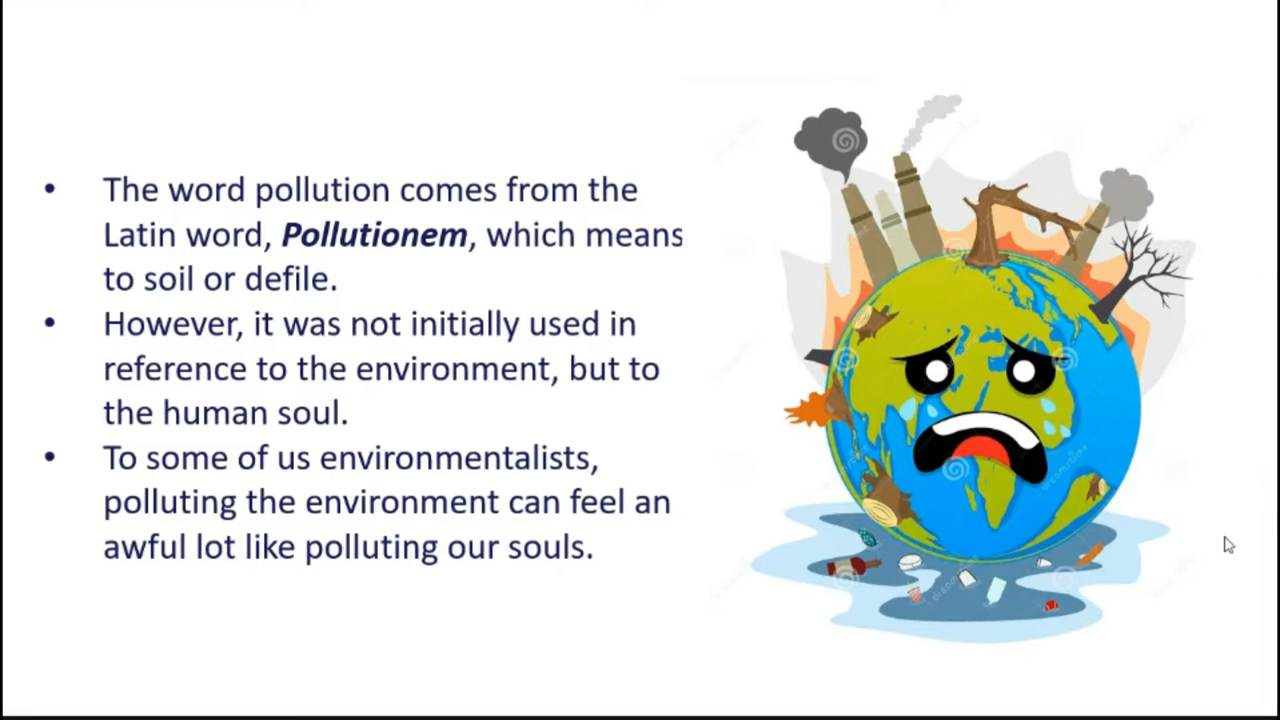 • The word pollution comes from the
Latin word, Pollutionem, which means
to soil or defile.
• However, it was not initially used in
reference to the environment, but to
the human soul.
• To some of us environmentalists,
polluting the environment can feel an
awful lot like polluting our souls.
dreamstime